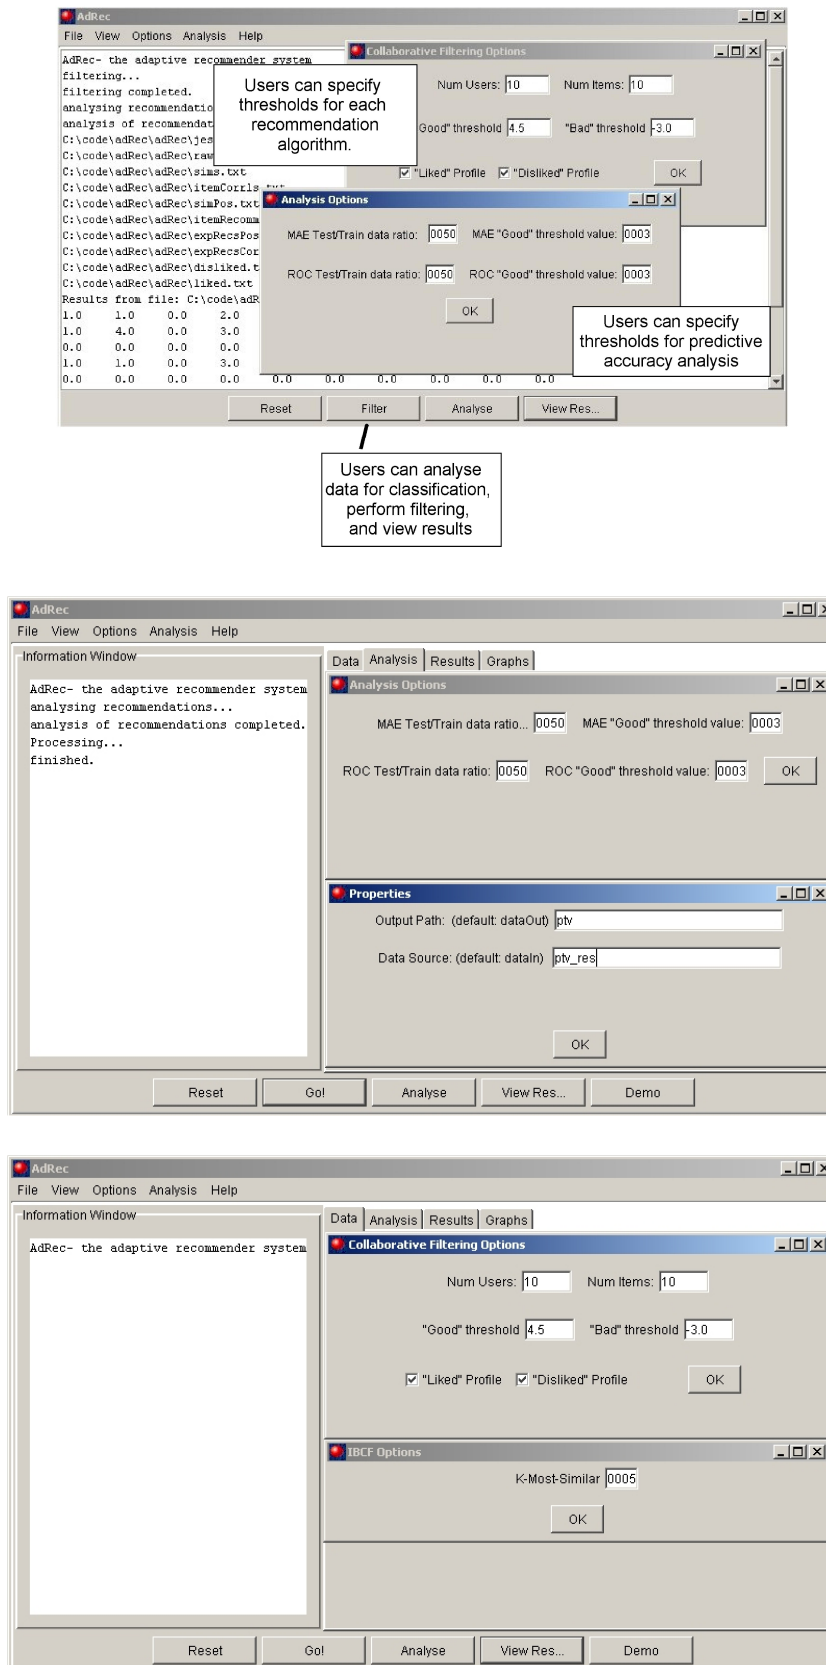 AdRec
File View Options Analysis Help
AdRec- the adaptive recommender system
filtering...
filtering completed.
analysing
analysis of
C:\code\adRec\adRec\
C:\code\adRec\adRec\
C:\code\adRec\adRec\sims.txt
C:\code\adRec\adRec\itemCorrls.txt
C:\code\adRec\adRec\simPos.txt
C:\code\adRec\adRec\
C:\code\adRec\adRec\
C:\code\adRec\adRec\
C:\code\adRec\adRec\
C:\code\adRec\adRec\liked.txt
Results from file:
1.0 1.0 0.0 2.0
1.0 4.0 0.0 3.0
0.0 0.0 0.0 0.0
1.0 1.0 0.0 3.0
0.0 0.0 0.0 0.0 0.0 0.0 0.0 0.0 0.0 0.0
Users can specify
thresholds for each
recommendation
algorithm.
Collaborative Filtering Options
Num Users: 10 Num Items: 10
Good" threshold 4.5 "Bad" threshold -3.0
"Liked" Profile "Disliked" Profile OK
Analysis Options
MAE Test/Train data ratio: 0050 MAE "Good" threshold value: 0003
ROC Test/Train data ratio: 0050 ROC "Good" threshold value: 0003
OK
Users can specify
thresholds for predictive
accuracy analysis
Reset Filter Analyse View Res...
Users can analyse
data for classification,
perform filtering,
and view results
AdRec
File View Options Analysis Help
Information Window
AdRec- the adaptive recommender system
analysing recommendations...
analysis of recommendations completed.
Processing...
finished.
Data Analysis Results Graphs
Analysis Options
MAE Test/Train data ratio... 0050 MAE "Good" threshold value: 0003
ROC Test/Train data ratio: 0050 ROC "Good" threshold value: 0003 OK
Properties
Output Path: (default: dataOut) ptv
Data Source: (default: dataIn) ptv_res
OK
Reset Go! Analyse View Res... Demo
AdRec
File View Options Analysis Help
Information Window
AdRec- the adaptive recommender system
Data Analysis Results Graphs
Collaborative Filtering Options
Num Users: 10 Num Items: 10
"Good" threshold 4.5 "Bad" threshold -3.0
"Liked" Profile "Disliked" Profile OK
IBCF Options
K-Most-Similar 0005
OK
Reset Go! Analyse View Res... Demo